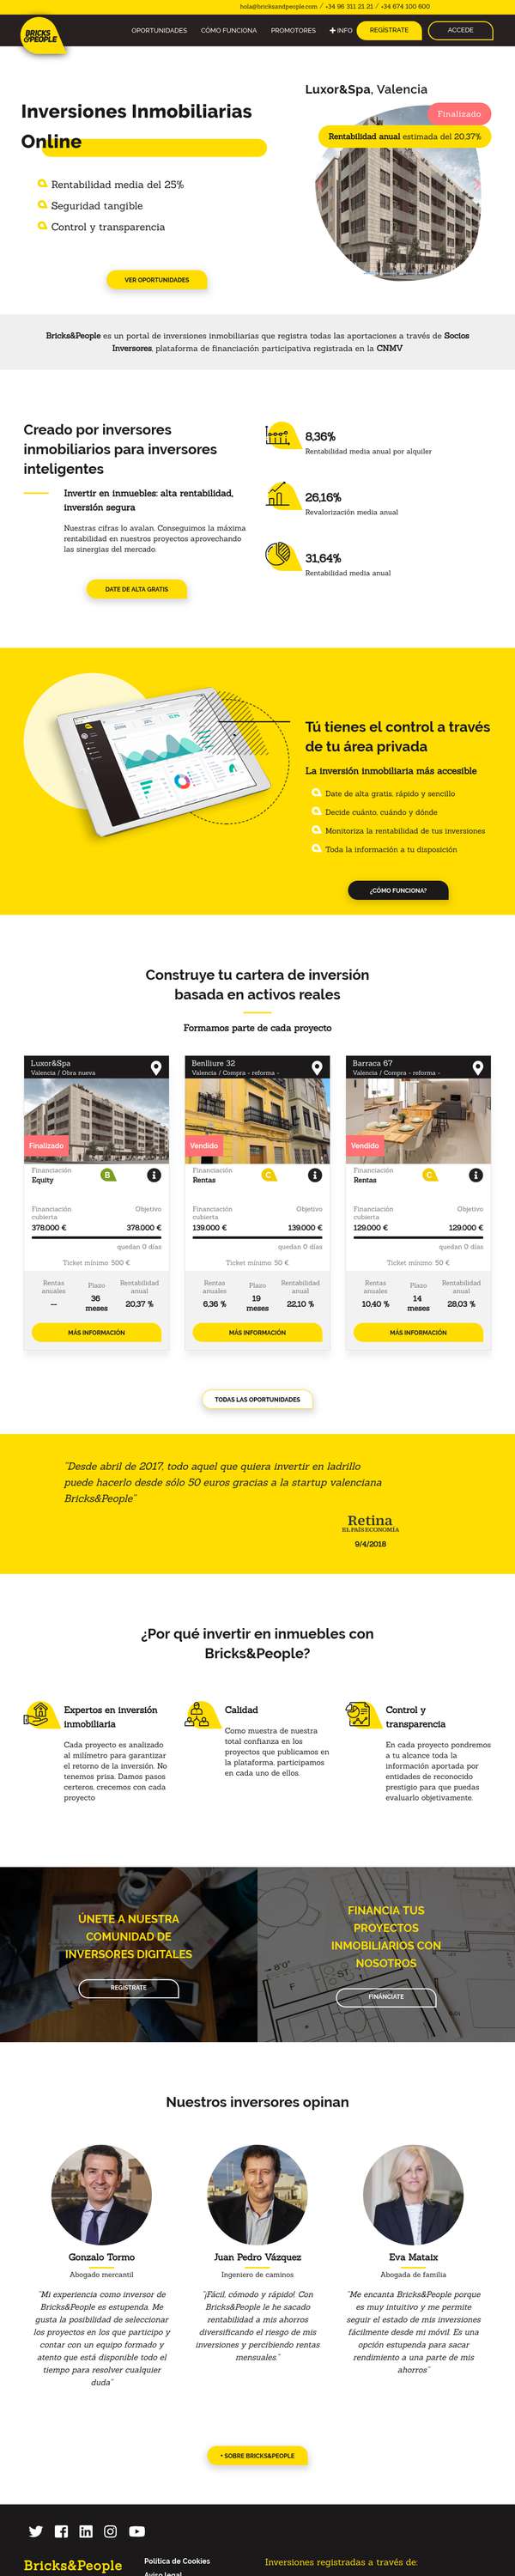 hola@bricksandpeople.com / +34 96 311 21 21 / +34 674 100 600
BRICKS
&PEOPLE
OPORTUNIDADES CÓMO FUNCIONA PROMOTORES + INFO REGÍSTRATE ACCEDE
Inversiones Inmobiliarias
Online
Rentabilidad media del 25%
Seguridad tangible
Control y transparencia
VER OPORTUNIDADES
Luxor&Spa, Valencia
Finalizado
Rentabilidad anual estimada del 20,37%
Bricks&People es un portal de inversiones inmobiliarias que registra todas las aportaciones a través de Socios
Inversores, plataforma de financiación participativa registrada en la CNMV
Creado por inversores
inmobiliarios para inversores
inteligentes
Invertir en inmuebles: alta rentabilidad,
inversión segura
Nuestras cifras lo avalan. Conseguimos la máxima
rentabilidad en nuestros proyectos aprovechando
las sinergias del mercado.
DATE DE ALTA GRATIS
8,36%
Rentabilidad media anual por alquiler
26,16%
Revalorización media anual
31,64%
Rentabilidad media anual
Tú tienes el control a través
de tu área privada
La inversión inmobiliaria más accesible
Date de alta gratis, rápido y sencillo
Decide cuánto, cuándo y dónde
Monitoriza la rentabilidad de tus inversiones
Toda la información a tu disposición
¿CÓMO FUNCIONA?
Construye tu cartera de inversión
basada en activos reales
Formamos parte de cada proyecto
Luxor&Spa
Valencia / Obra nueva
Finalizado
Financiación
Equity
B
Financiación Objetivo
cubierta
378.000 € 378.000 €
quedan 0 días
Ticket mínimo: 500 €
Rentas Plazo Rentabilidad
anuales anual
-- 36 20,37 %
meses
MÁS INFORMACIÓN
Benlliure 32
Valencia / Compra - reforma -
Vendido
Financiación
Rentas
C
Financiación Objetivo
cubierta
139.000 € 139.000 €
quedan 0 días
Ticket mínimo: 50 €
Rentas Plazo Rentabilidad
anuales anual
6,36 % 19 22,10 %
meses
MÁS INFORMACIÓN
Barraca 67
Valencia / Compra - reforma -
Vendido
Financiación
Rentas
C
Financiación Objetivo
cubierta
129.000 € 129.000 €
quedan 0 días
Ticket mínimo: 50 €
Rentas Plazo Rentabilidad
anuales anual
10,40 % 14 28,03 %
meses
MÁS INFORMACIÓN
TODAS LAS OPORTUNIDADES
"Desde abril de 2017, todo aquel que quiera invertir en ladrillo
puede hacerlo desde sólo 50 euros gracias a la startup valenciana
Bricks&People"
Retina
EL PAÍS ECONOMÍA
9/4/2018
¿Por qué invertir en inmuebles con
Bricks&People?
Expertos en inversión
inmobiliaria
Cada proyecto es analizado
al milímetro para garantizar
el retorno de la inversión. No
tenemos prisa. Damos pasos
certeros, crecemos con cada
proyecto
Calidad
Como muestra de nuestra
total confianza en los
proyectos que publicamos en
la plataforma, participamos
en cada uno de ellos.
Control y
transparencia
En cada proyecto pondremos
a tu alcance toda la
información aportada por
entidades de reconocido
prestigio para que puedas
evaluarlo objetivamente.
ÚNETE A NUESTRA
COMUNIDAD DE
INVERSORES DIGITALES
REGÍSTRATE
FINANCIA TUS
PROYECTOS
INMOBILIARIOS CON
NOSOTROS
FINÁNCIATE
Nuestros inversores opinan
Gonzalo Tormo
Abogado mercantil
"Mi experiencia como inversor de
Bricks&People es estupenda. Me
gusta la posibilidad de seleccionar
los proyectos en los que participo y
contar con un equipo formado y
atento que está disponible todo el
tiempo para resolver cualquier
duda"
Juan Pedro Vázquez
Ingeniero de caminos
"¡Fácil, cómodo y rápido! Con
Bricks&People le he sacado
rentabilidad a mis ahorros
diversificando el riesgo de mis
inversiones y percibiendo rentas
mensuales."
Eva Mataix
Abogada de familia
"Me encanta Bricks&People porque
es muy intuitivo y me permite
seguir el estado de mis inversiones
fácilmente desde mi móvil. Es una
opción estupenda para sacar
rendimiento a una parte de mis
ahorros"
+ SOBRE BRICKS&PEOPLE
Bricks&People
Política de Cookies
Aviso legal
Inversiones registradas a través de: